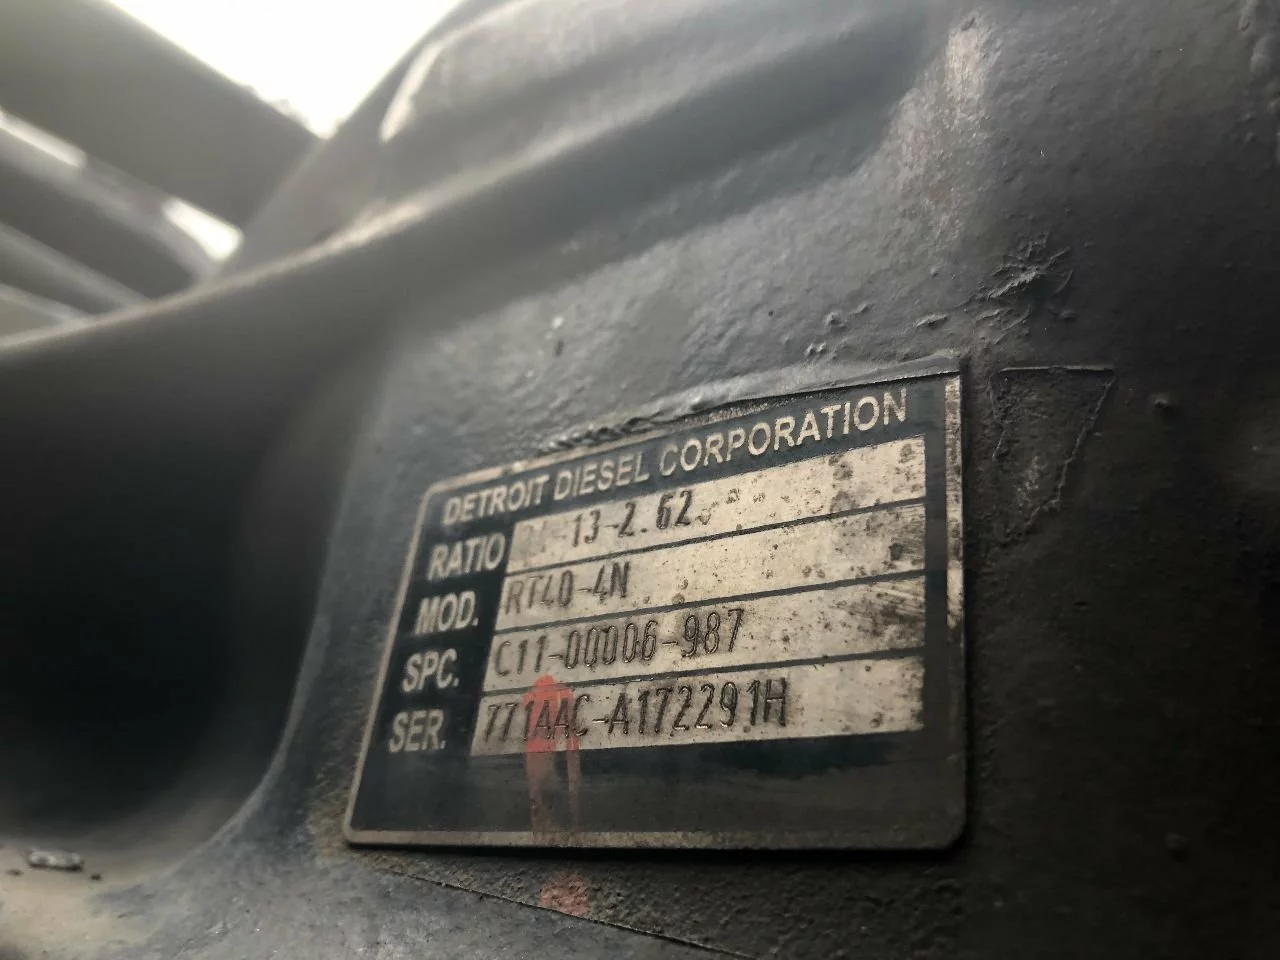 DETROIT DIESEL CORPORATION
RATIO 13-2.62
MOD. RT40-4N
SPC. C11-00006-987
SER. 771AAC-A172291H